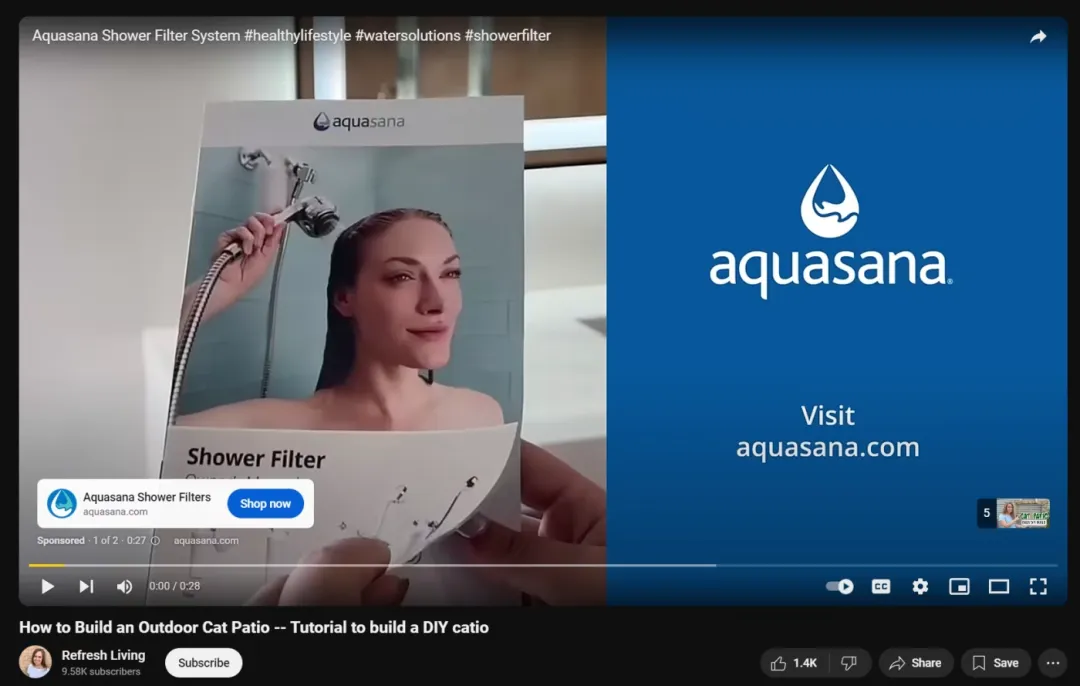 Aquasana Shower Filter System #healthylifestyle #watersolutions #showerfilter
aquasana
Shower Filter
aquasana®
Visit
aquasana.com
Aquasana Shower Filters
aquasana.com
Shop now
5
Sponsored · 1 of 2 · 0:27
aquasana.com
0:00 / 0:28
CC
How to Build an Outdoor Cat Patio -- Tutorial to build a DIY catio
Refresh Living
9.58K subscribers
Subscribe
1.4K
Share
Save